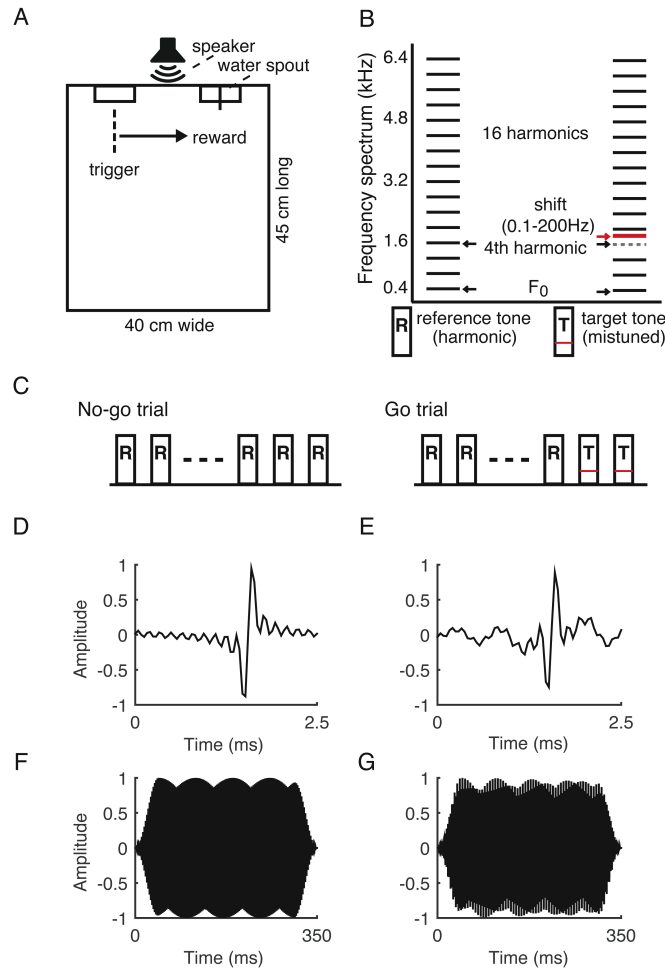 A
speaker
water spout
reward
trigger
45 cm long
40 cm wide
B
Frequency spectrum (kHz)
6.4
4.8
3.2
1.6
0.4
16 harmonics
shift
(0.1-200Hz)
4th harmonic
F0
R
reference tone
(harmonic)
T
target tone
(mistuned)
C
No-go trial
R R R R R
Go trial
R R R T T
D
Amplitude
1
0.5
0
-0.5
-1
0 2.5
Time (ms)
E
1
0.5
0
-0.5
-1
0 2.5
Time (ms)
F
Amplitude
1
0.5
0
-0.5
-1
0 350
Time (ms)
G
1
0.5
0
-0.5
-1
0 350
Time (ms)